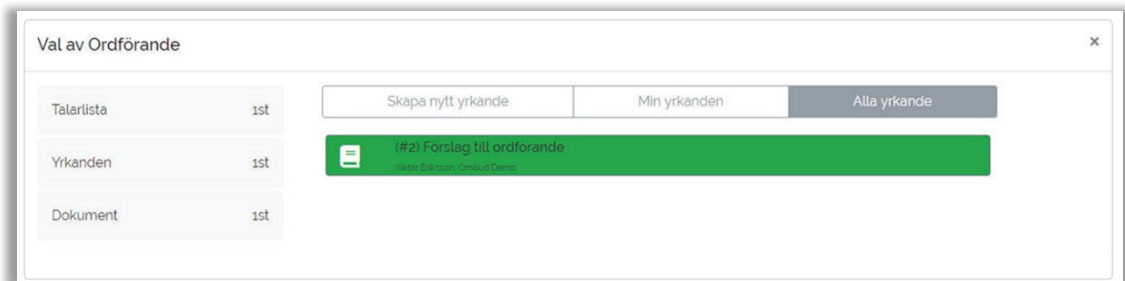 Val av Ordförande
×
Talarlista 1st
Yrkanden 1st
Dokument 1st
Skapa nytt yrkande
Min yrkanden
Alla yrkande
(#2) Förslag till ordförande
Viktor Eriksson, Ombud Demo